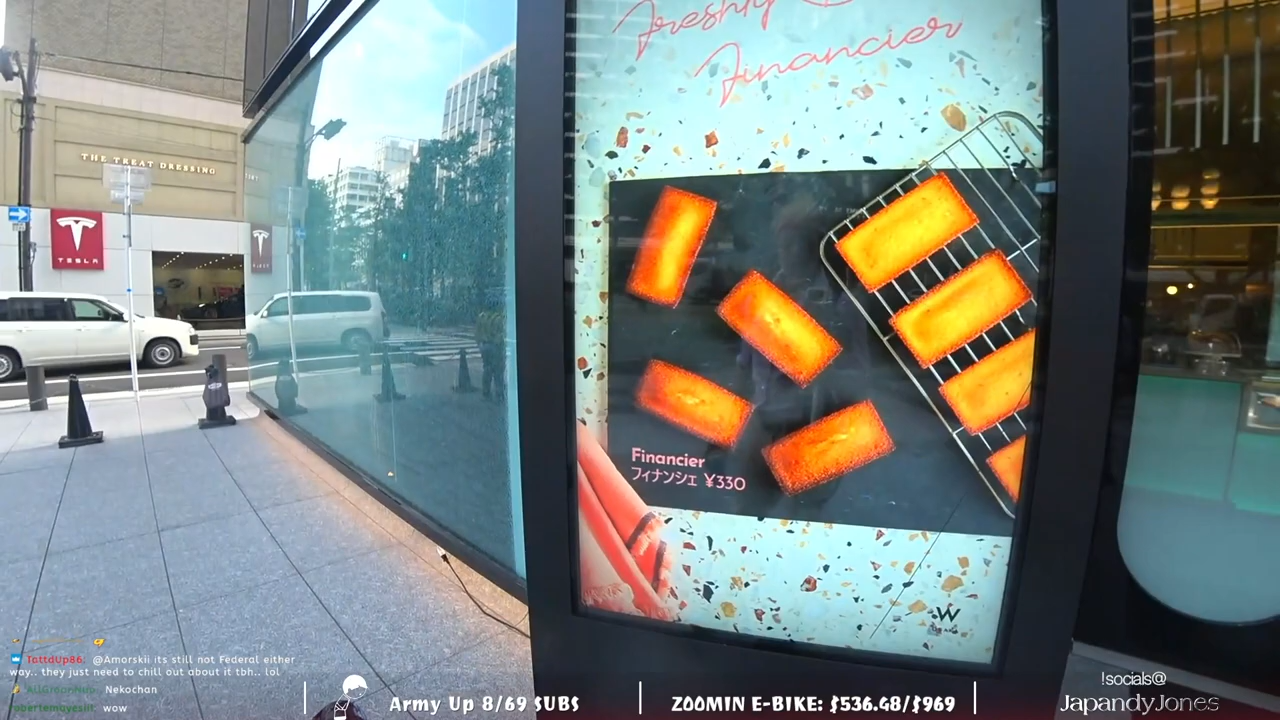 Freshly
Financier
THE TREAT DRESSING
TESLA
Financier
フィナンシェ ¥330
W
TattdUp86: @Amorskii its still not Federal either
way.. they just need to chill out about it tbh.. lol
Nekochan
wow
Army Up 8/69 SUBS
ZOOMIN E-BIKE: $536.48/$969
!socials@
JapandyJones